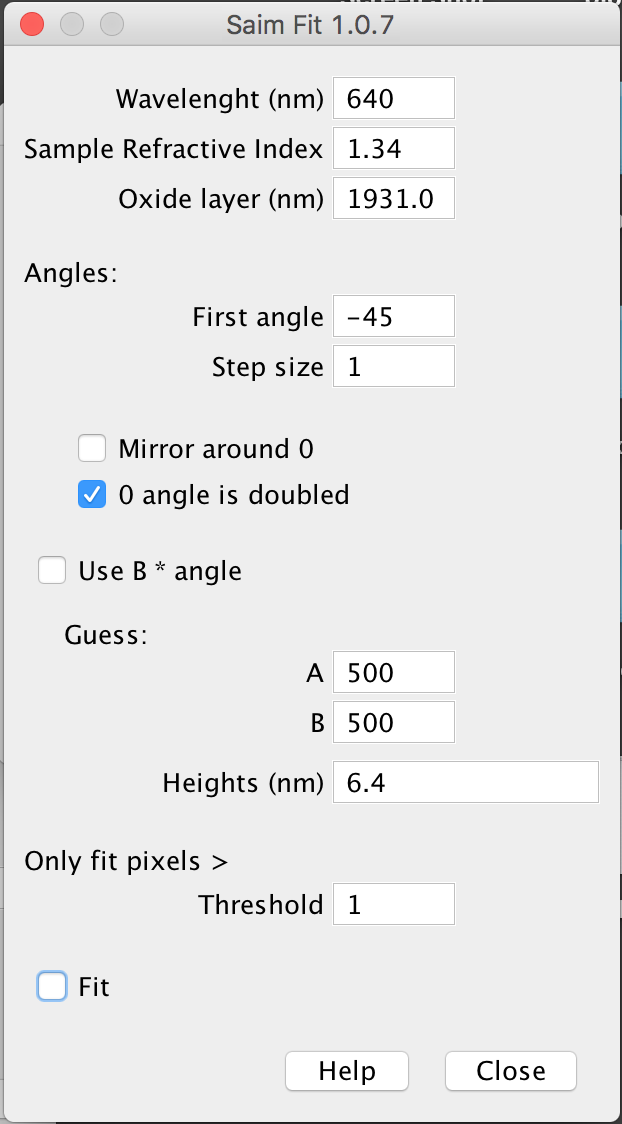 Saim Fit 1.0.7
Wavelenght (nm) 640
Sample Refractive Index 1.34
Oxide layer (nm) 1931.0
Angles:
First angle -45
Step size 1
Mirror around 0
0 angle is doubled
Use B * angle
Guess:
A 500
B 500
Heights (nm) 6.4
Only fit pixels >
Threshold 1
Fit
Help Close